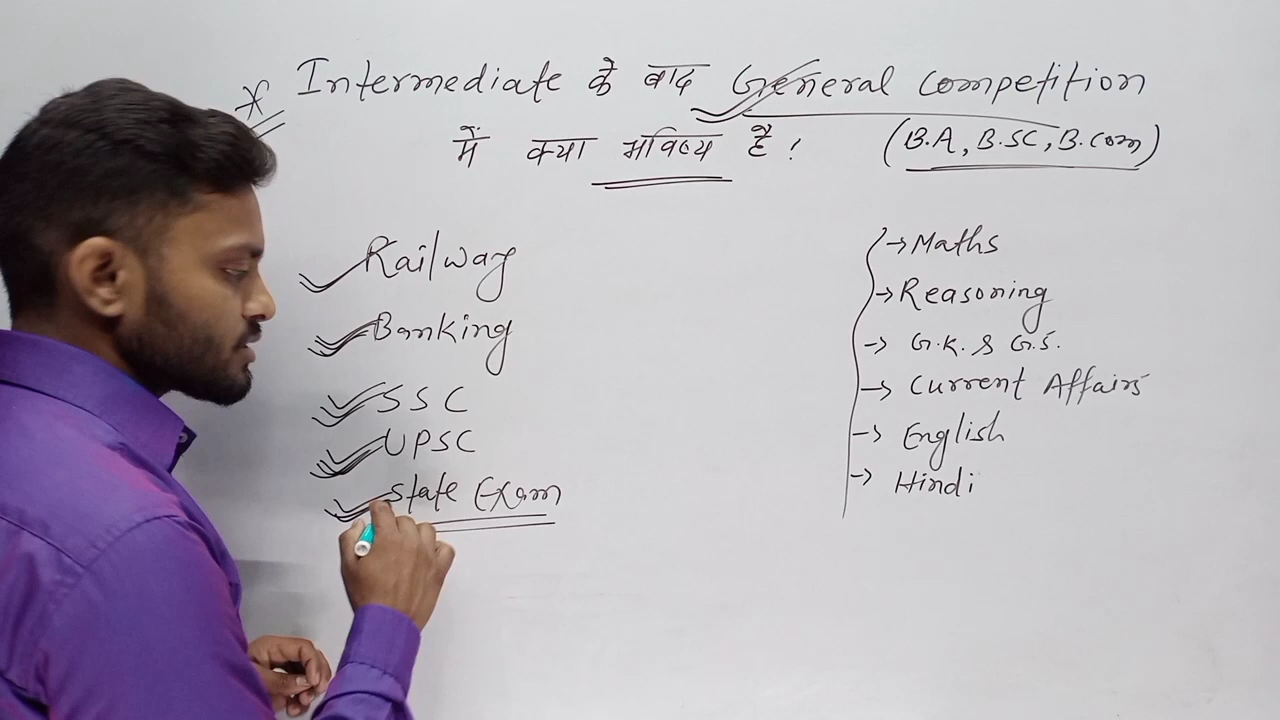 Intermediate के बाद General Competition
में क्या भविष्य है ? (B.A, B.SC, B.Com)
Railway
Banking
SSC
UPSC
State Exam
→ Maths
→ Reasoning
→ G.K. & G.S.
→ Current Affairs
→ English
→ Hindi